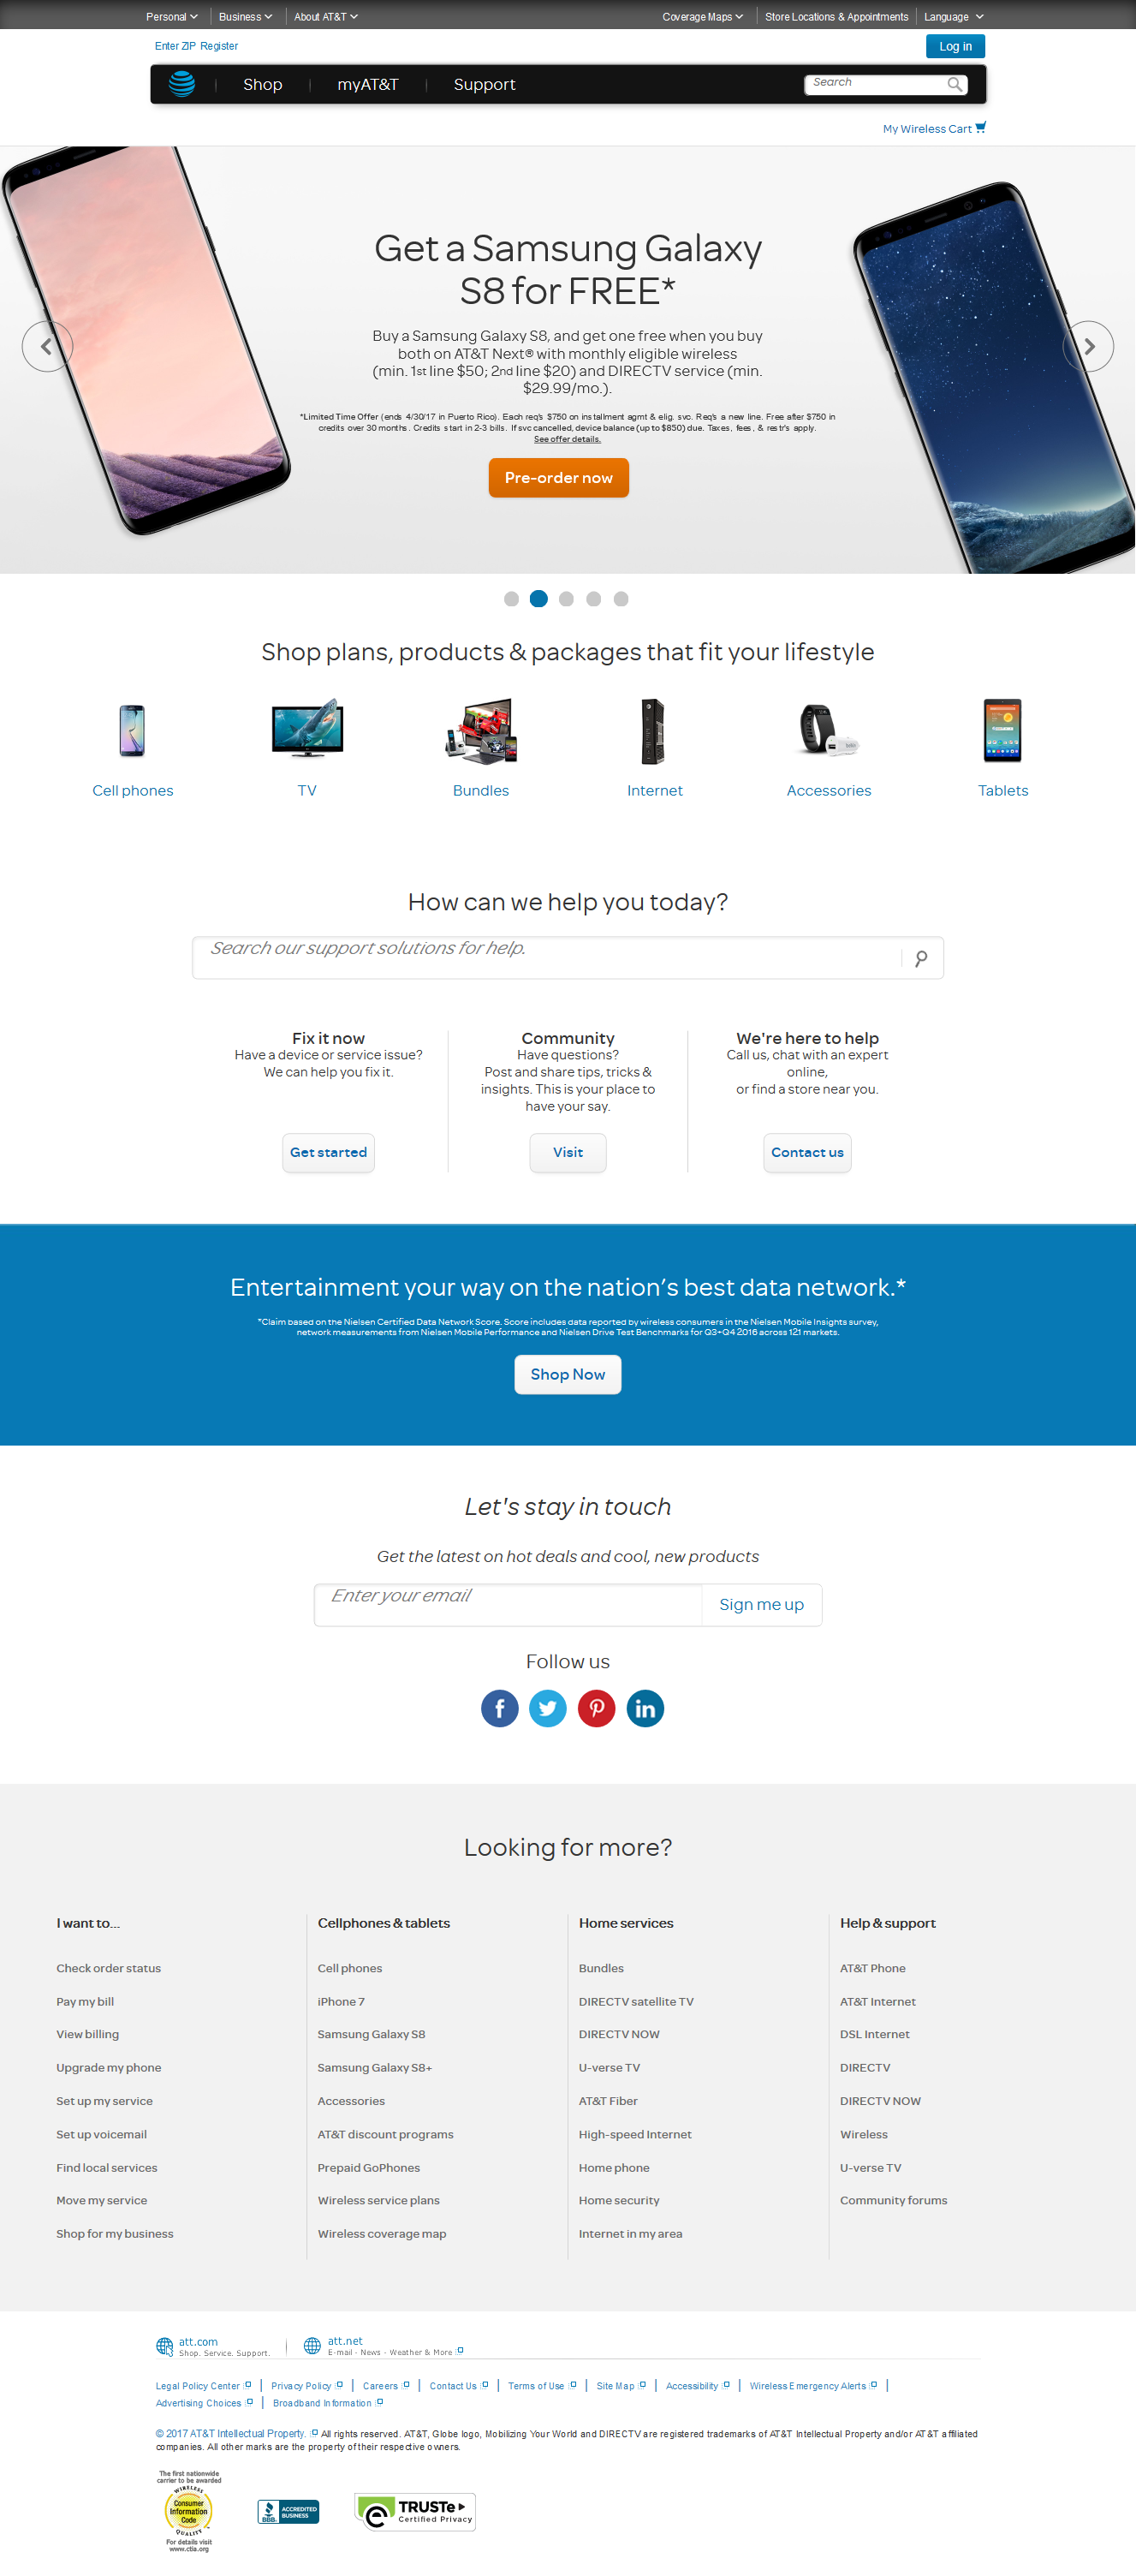 Personal
Business
About AT&T
Coverage Maps
Store Locations & Appointments
Language
Enter ZIP Register
Log in
Shop
myAT&T
Support
Search
My Wireless Cart
Get a Samsung Galaxy
S8 for FREE*
Buy a Samsung Galaxy S8, and get one free when you buy
both on AT&T Next® with monthly eligible wireless
(min. 1st line $50; 2nd line $20) and DIRECTV service (min.
$29.99/mo.).
*Limited Time Offer (ends 4/30/17 in Puerto Rico). Each req's $750 on installment agmt & elig. svc. Req's a new line. Free after $750 in
credits over 30 months. Credits start in 2-3 bills. If svc cancelled, device balance (up to $850) due. Taxes, fees, & restr's apply.
See offer details.
Pre-order now
Shop plans, products & packages that fit your lifestyle
Cell phones
TV
Bundles
Internet
Accessories
Tablets
How can we help you today?
Search our support solutions for help.
Fix it now
Have a device or service issue?
We can help you fix it.
Get started
Community
Have questions?
Post and share tips, tricks &
insights. This is your place to
have your say.
Visit
We're here to help
Call us, chat with an expert
online,
or find a store near you.
Contact us
Entertainment your way on the nation's best data network.*
*Claim based on the Nielsen Certified Data Network Score. Score includes data reported by wireless consumers in the Nielsen Mobile Insights survey,
network measurements from Nielsen Mobile Performance and Nielsen Drive Test Benchmarks for Q3+Q4 2016 across 121 markets.
Shop Now
Let's stay in touch
Get the latest on hot deals and cool, new products
Enter your email
Sign me up
Follow us
Looking for more?
I want to...
Check order status
Pay my bill
View billing
Upgrade my phone
Set up my service
Set up voicemail
Find local services
Move my service
Shop for my business
Cellphones & tablets
Cell phones
iPhone 7
Samsung Galaxy S8
Samsung Galaxy S8+
Accessories
AT&T discount programs
Prepaid GoPhones
Wireless service plans
Wireless coverage map
Home services
Bundles
DIRECTV satellite TV
DIRECTV NOW
U-verse TV
AT&T Fiber
High-speed Internet
Home phone
Home security
Internet in my area
Help & support
AT&T Phone
AT&T Internet
DSL Internet
DIRECTV
DIRECTV NOW
Wireless
U-verse TV
Community forums
att.com
Shop. Service. Support.
att.net
E-mail - News - Weather & More
Legal Policy Center | Privacy Policy | Careers | Contact Us | Terms of Use | Site Map | Accessibility | Wireless Emergency Alerts |
Advertising Choices | Broadband Information
© 2017 AT&T Intellectual Property. All rights reserved. AT&T, Globe logo, Mobilizing Your World and DIRECTV are registered trademarks of AT&T Intellectual Property and/or AT&T affiliated
companies. All other marks are the property of their respective owners.
The first nationwide
carrier to be awarded
WIRELESS
Consumer
Information
Code
QUALITY
For details visit
www.ctia.org
BBB
ACCREDITED
BUSINESS
TRUSTe
Certified Privacy